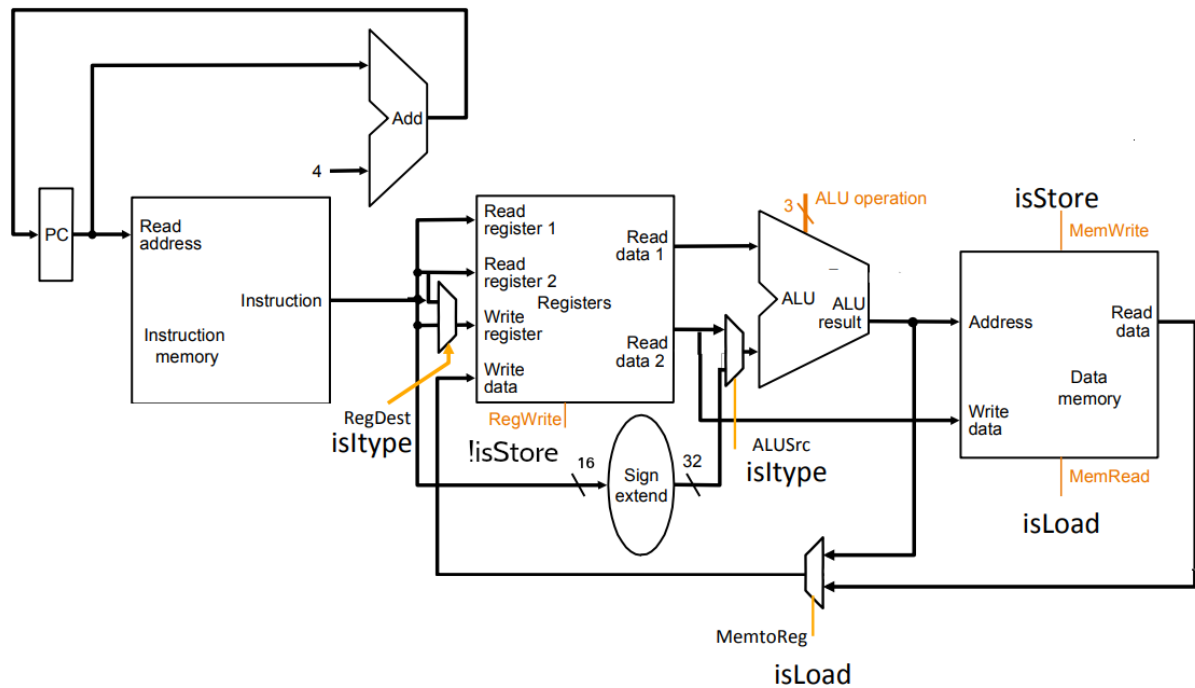 Add
4
PC
Read
address
Instruction
Instruction
memory
Read
register 1
Read
register 2
Write
register
Write
data
Registers
Read
data 1
Read
data 2
RegWrite
!isStore
RegDest
isItype
16
Sign
extend
32
3
ALU operation
ALU
ALU
result
ALUSrc
isItype
isStore
MemWrite
Address
Read
data
Data
memory
Write
data
MemRead
isLoad
MemtoReg
isLoad